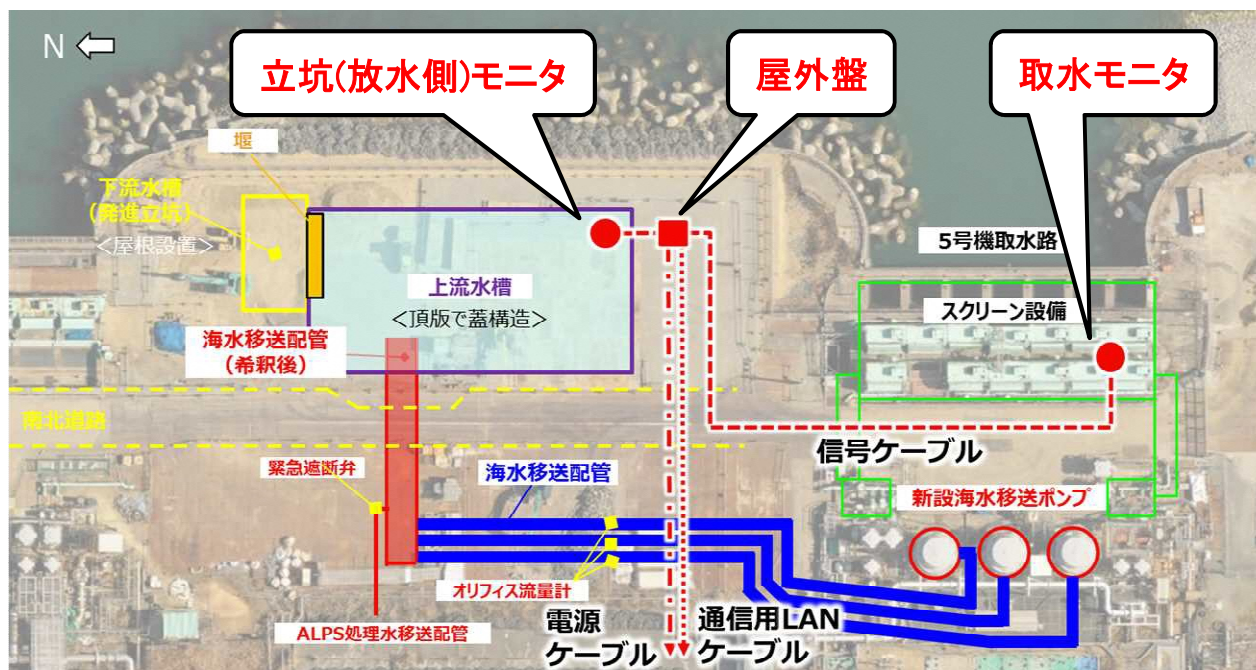 N
立坑(放水側)モニタ
屋外盤
取水モニタ
堰
下流水槽
(発進立坑)
<屋根設置>
5号機取水路
上流水槽
<頂版で蓋構造>
スクリーン設備
海水移送配管
(希釈後)
南北道路
信号ケーブル
緊急遮断弁
海水移送配管
新設海水移送ポンプ
オリフィス流量計
電源
ケーブル
通信用LAN
ケーブル
ALPS処理水移送配管